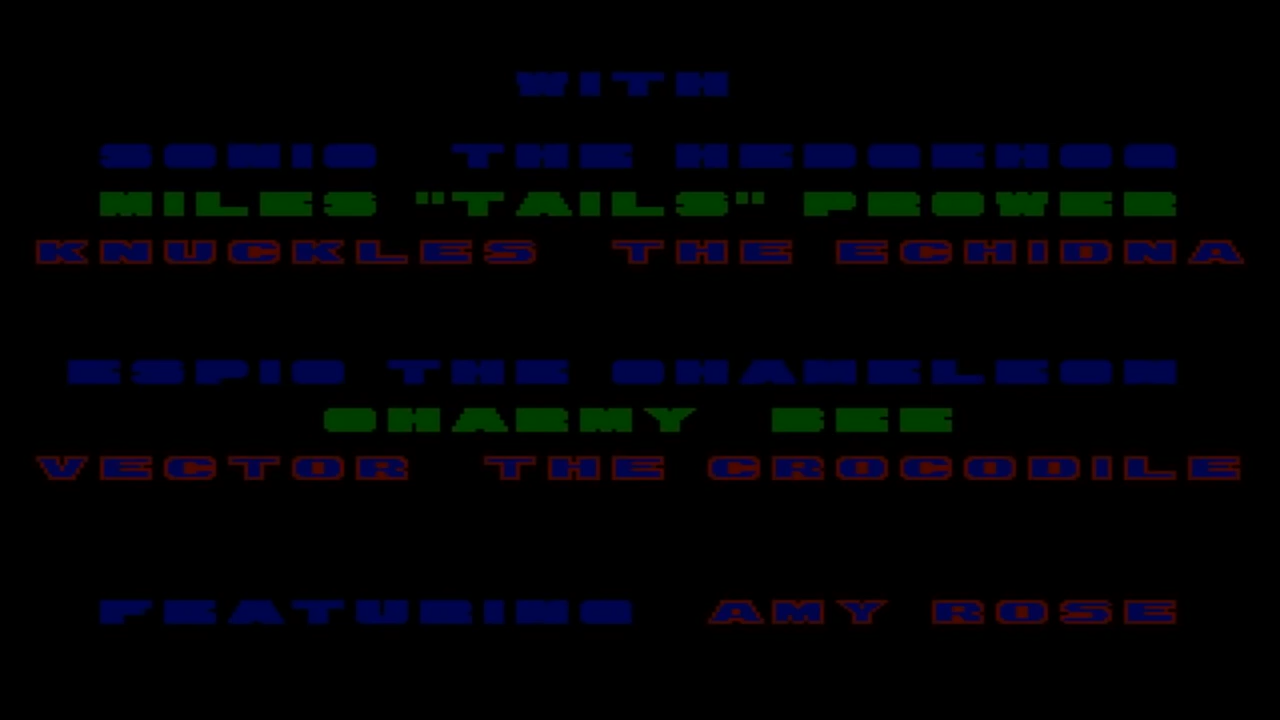 WITH
SONIC THE HEDGEHOG
MILES "TAILS" PROWER
KNUCKLES THE ECHIDNA
ESPIO THE CHAMELEON
CHARMY BEE
VECTOR THE CROCODILE
FEATURING AMY ROSE